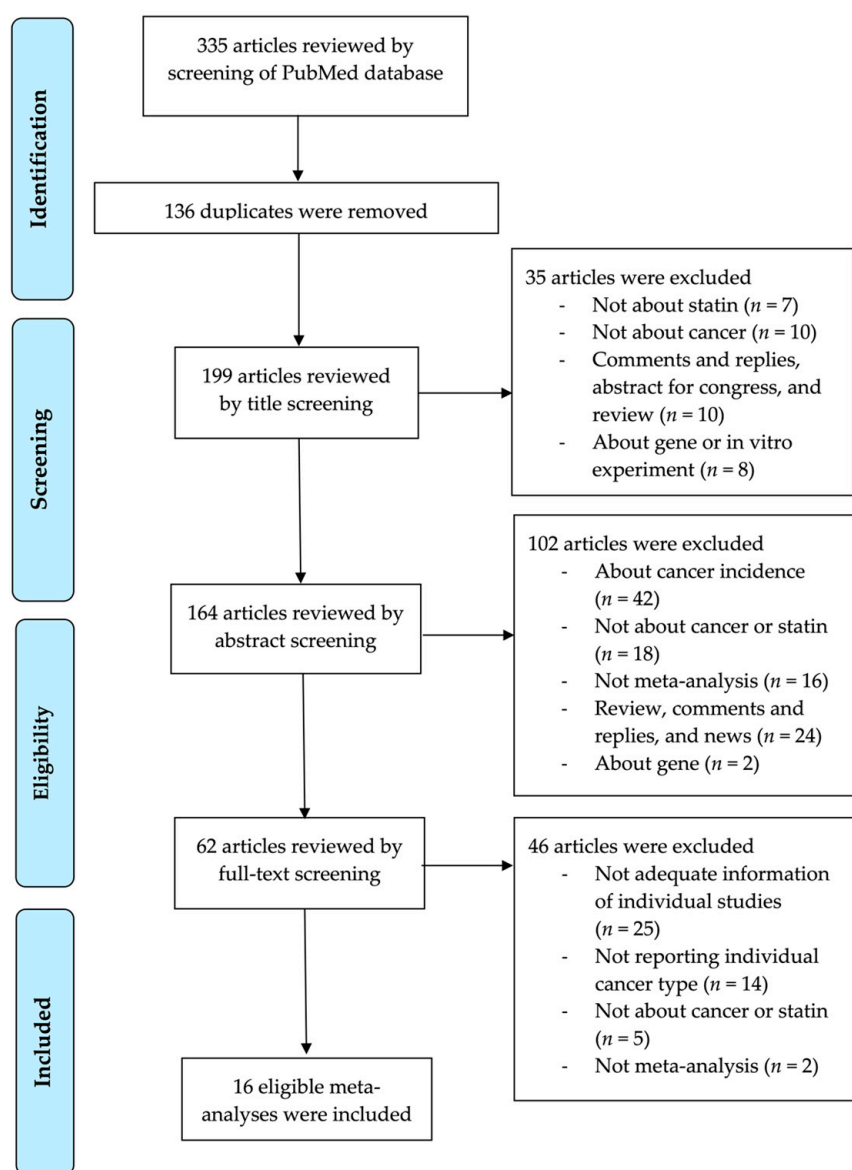 Identification
335 articles reviewed by
screening of PubMed database
136 duplicates were removed
Screening
199 articles reviewed
by title screening
35 articles were excluded
- Not about statin (n = 7)
- Not about cancer (n = 10)
- Comments and replies,
abstract for congress, and
review (n = 10)
- About gene or in vitro
experiment (n = 8)
164 articles reviewed by
abstract screening
102 articles were excluded
- About cancer incidence
(n = 42)
- Not about cancer or statin
(n = 18)
- Not meta-analysis (n = 16)
- Review, comments and
replies, and news (n = 24)
- About gene (n = 2)
Eligibility
62 articles reviewed by
full-text screening
46 articles were excluded
- Not adequate information
of individual studies
(n = 25)
- Not reporting individual
cancer type (n = 14)
- Not about cancer or statin
(n = 5)
- Not meta-analysis (n = 2)
Included
16 eligible meta-
analyses were included